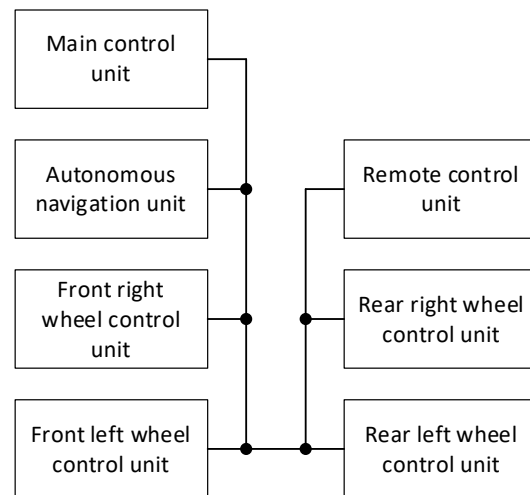 Main control
unit
Autonomous
navigation unit
Remote control
unit
Front right
wheel control
unit
Rear right wheel
control unit
Front left wheel
control unit
Rear left wheel
control unit